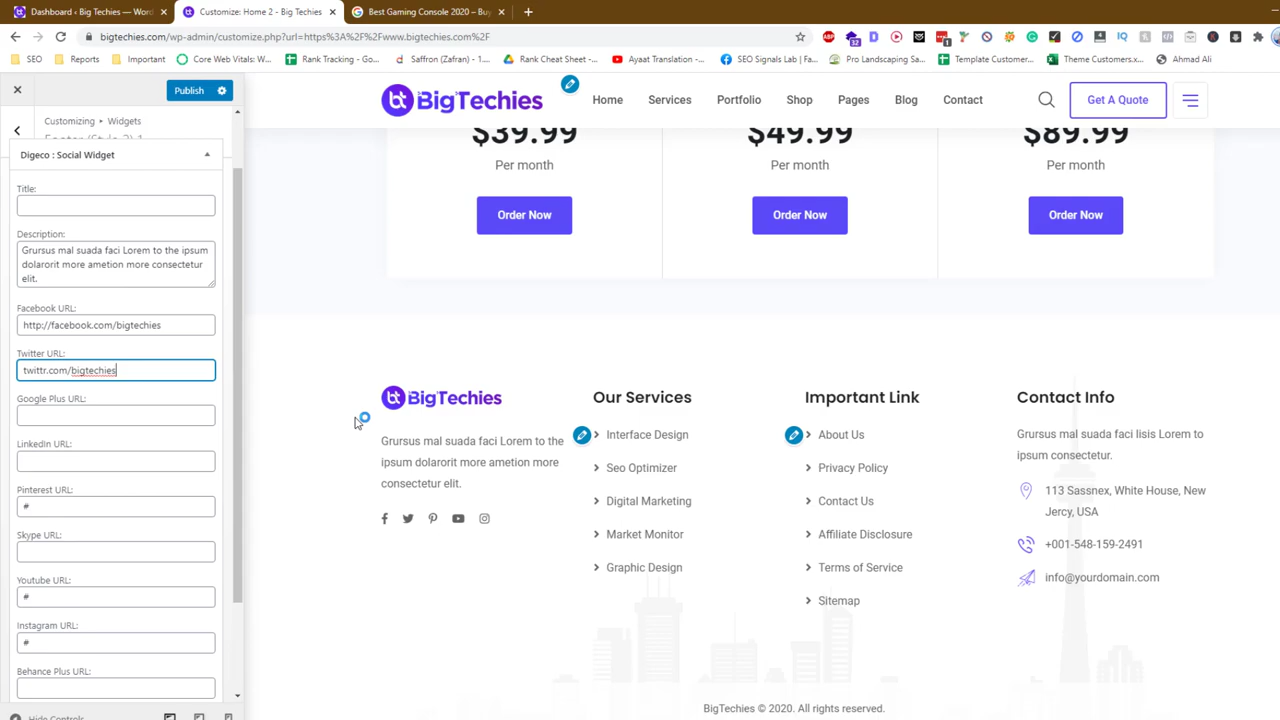 Dashboard ‹ Big Techies — Word
Customize: Home 2 - Big Techies
Best Gaming Console 2020 – Buy
bigtechies.com/wp-admin/customize.php?url=https%3A%2F%2Fwww.bigtechies.com%2F
SEO
Reports
Important
Core Web Vitals: W...
Rank Tracking - Go...
Saffron (Zafran) - 1...
Rank Cheat Sheet -...
Ayaat Translation -...
SEO Signals Lab | Fa...
Pro Landscaping Sa...
Template Customer...
Theme Customers.x...
Ahmad Ali
Publish
Customizing ▸ Widgets
Footer (Style 2) 1
Digeco : Social Widget
Title:
Description:
Grursus mal suada faci Lorem to the ipsum
dolarorit more ametion more consectetur
elit.
Facebook URL:
http://facebook.com/bigtechies
Twitter URL:
twittr.com/bigtechies
Google Plus URL:
LinkedIn URL:
Pinterest URL:
#
Skype URL:
Youtube URL:
#
Instagram URL:
#
Behance Plus URL:
Hide Controls
BigTechies
Home
Services
Portfolio
Shop
Pages
Blog
Contact
Get A Quote
$39.99
$49.99
$89.99
Per month
Per month
Per month
Order Now
Order Now
Order Now
BigTechies
Grursus mal suada faci Lorem to the
ipsum dolarorit more ametion more
consectetur elit.
Our Services
Interface Design
Seo Optimizer
Digital Marketing
Market Monitor
Graphic Design
Important Link
About Us
Privacy Policy
Contact Us
Affiliate Disclosure
Terms of Service
Sitemap
Contact Info
Grursus mal suada faci lisis Lorem to
ipsum consectetur.
113 Sassnex, White House, New
Jercy, USA
+001-548-159-2491
info@yourdomain.com
BigTechies © 2020. All rights reserved.